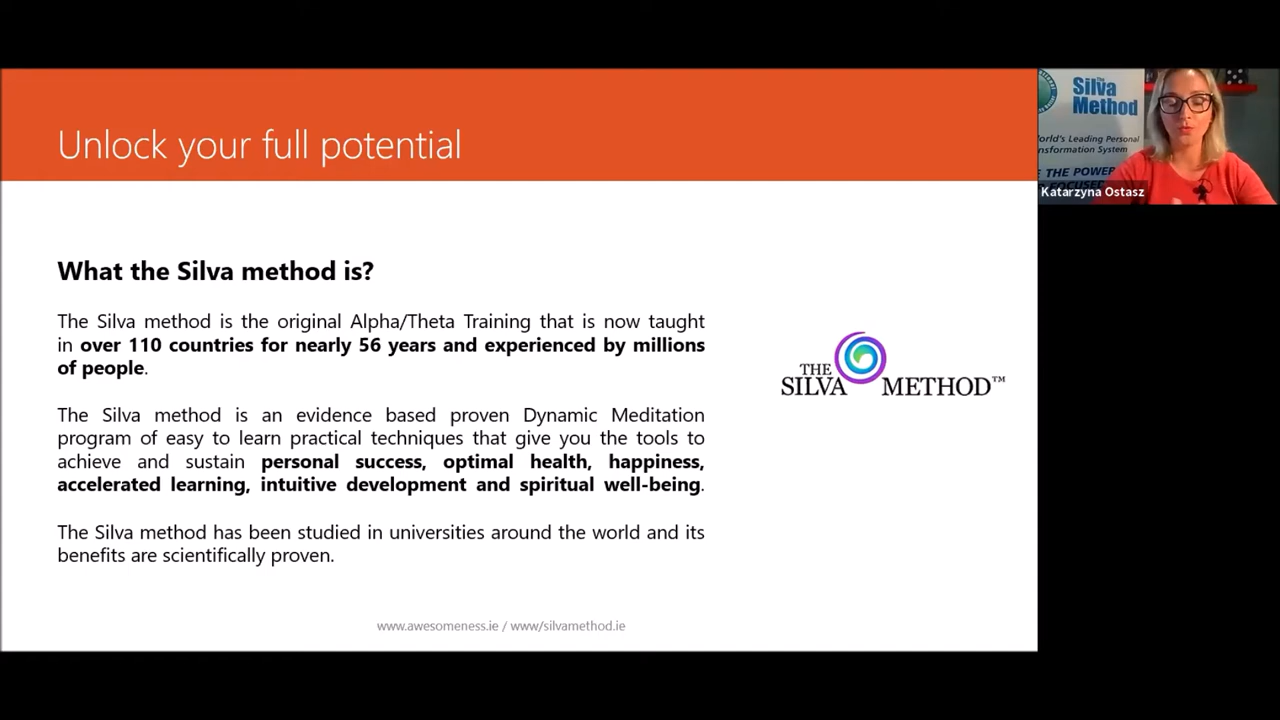 Unlock your full potential
What the Silva method is?
The Silva method is the original Alpha/Theta Training that is now taught
in over 110 countries for nearly 56 years and experienced by millions
of people.
The Silva method is an evidence based proven Dynamic Meditation
program of easy to learn practical techniques that give you the tools to
achieve and sustain personal success, optimal health, happiness,
accelerated learning, intuitive development and spiritual well-being.
The Silva method has been studied in universities around the world and its
benefits are scientifically proven.
www.awesomeness.ie / www/silvamethod.ie
THE
SILVA METHOD™
The
Silva
Method
orld's Leading Personal
nsformation System
E THE POWER
FOCUSED
Katarzyna Ostasz